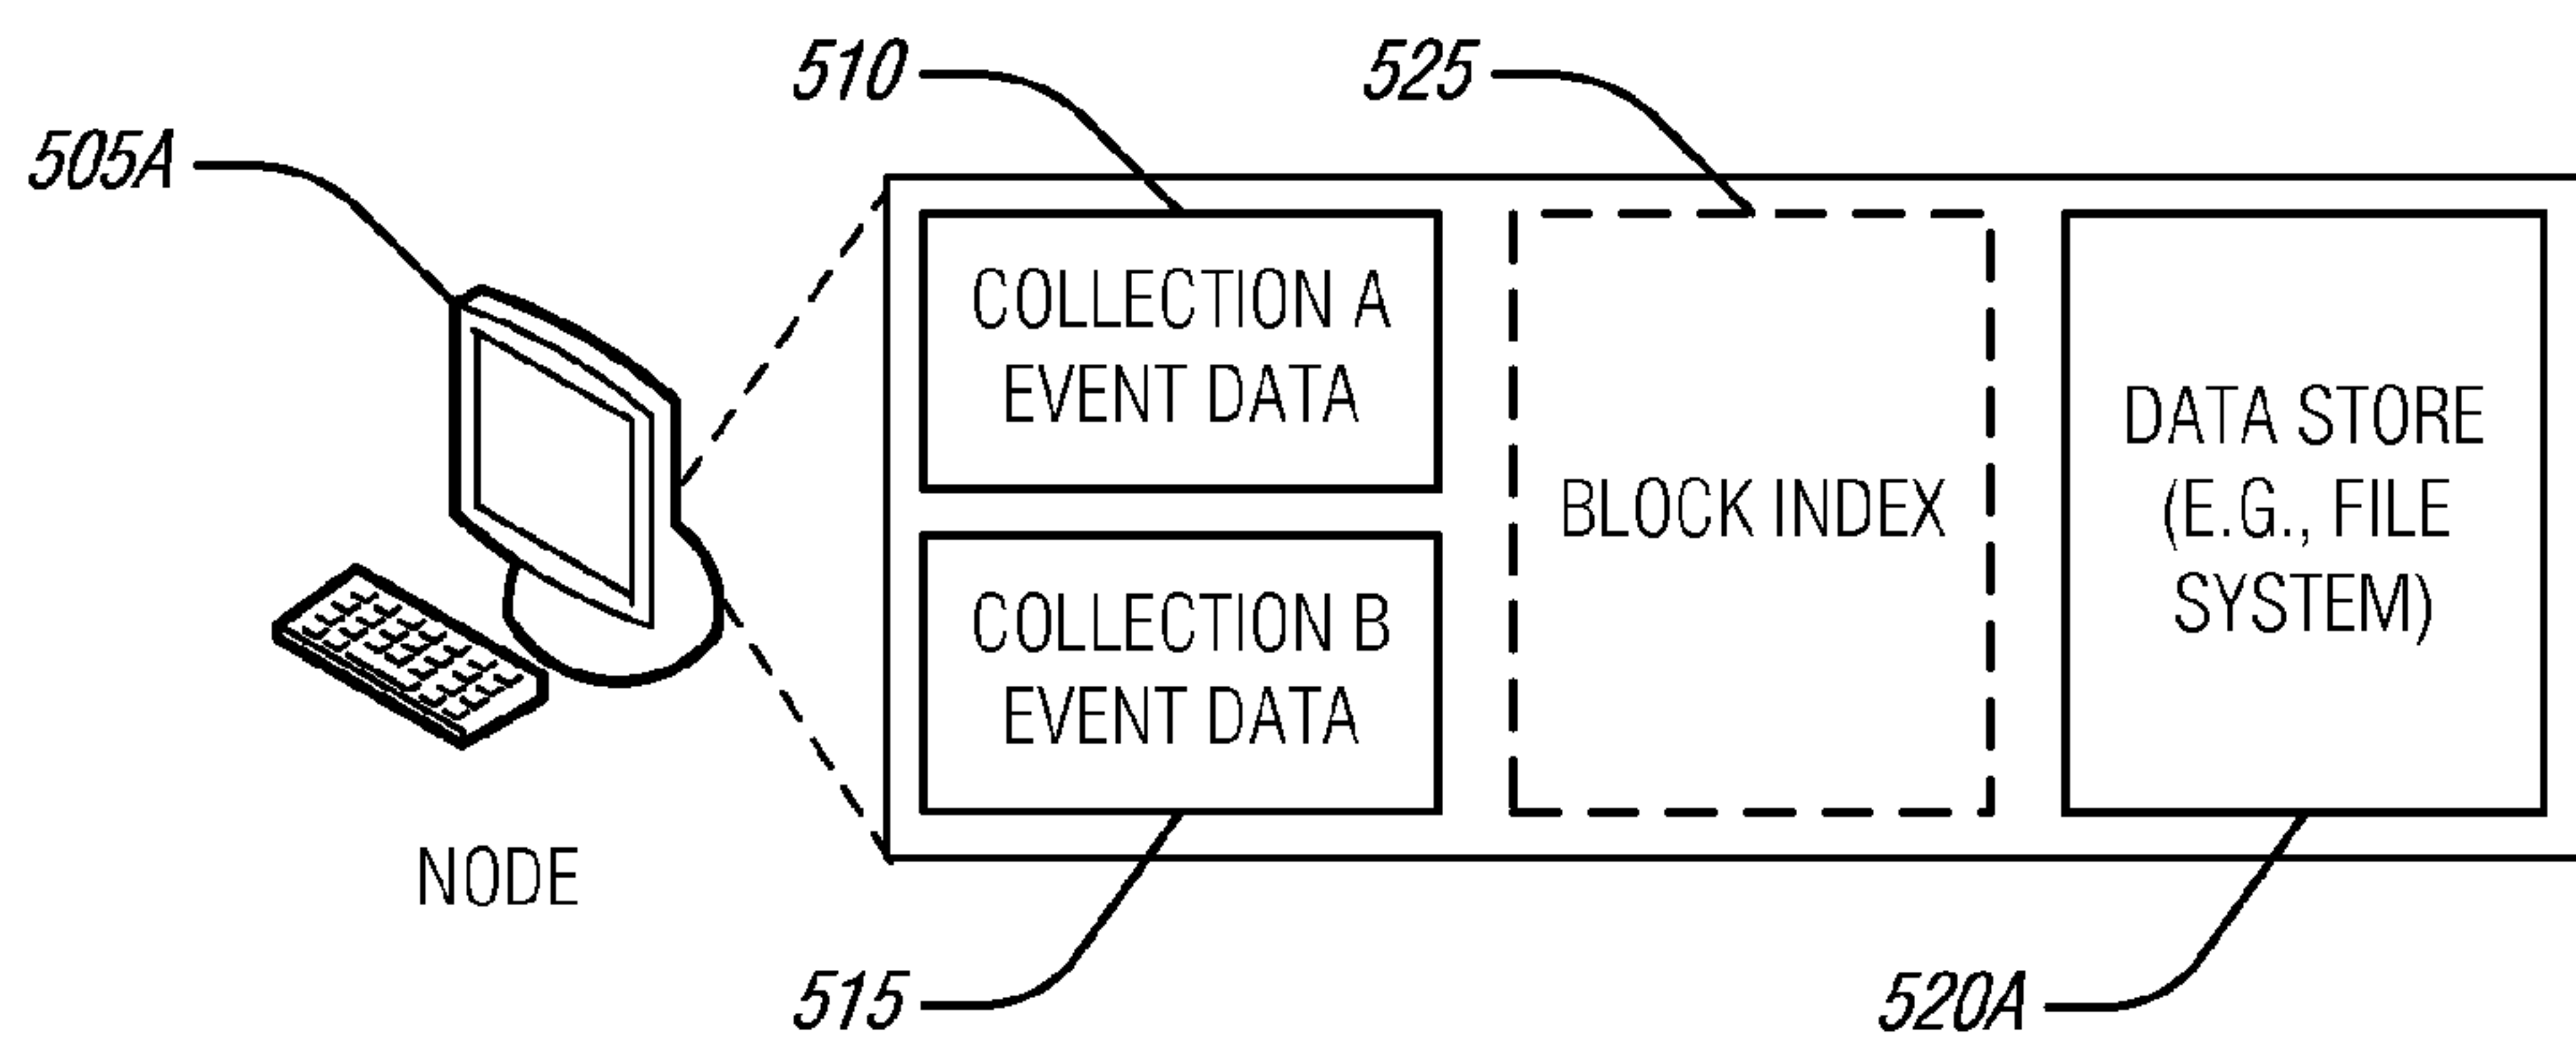 510
525
505A
COLLECTION A
EVENT DATA
BLOCK INDEX
DATA STORE
(E.G., FILE
SYSTEM)
COLLECTION B
EVENT DATA
NODE
515
520A